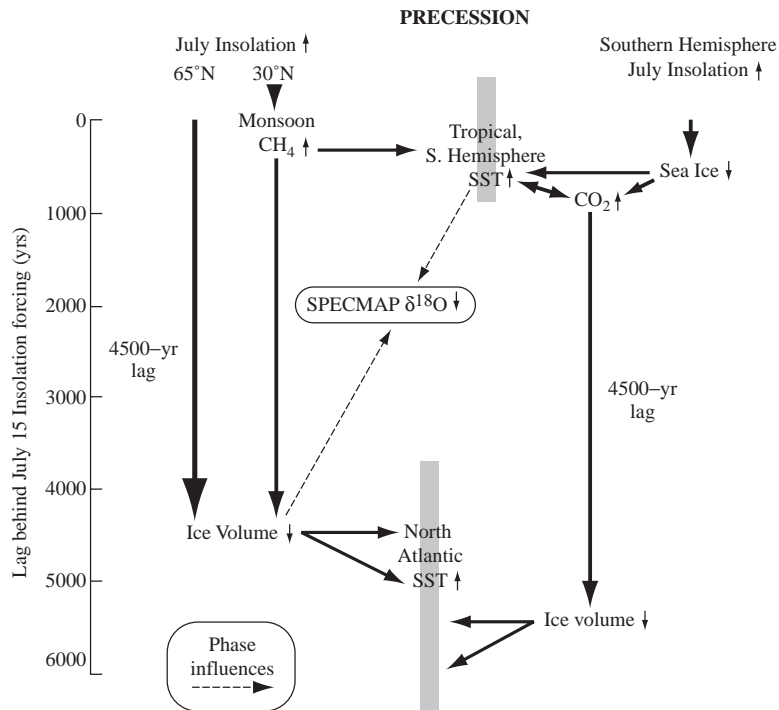 PRECESSION
July Insolation
65°N 30°N
Southern Hemisphere
July Insolation
Lag behind July 15 Insolation forcing (yrs)
0
1000
2000
3000
4000
5000
6000
Monsoon
CH4
Tropical,
S. Hemisphere
SST
Sea Ice
CO2
SPECMAP δ18O
4500–yr
lag
4500–yr
lag
Ice Volume
North
Atlantic
SST
Ice volume
Phase
influences